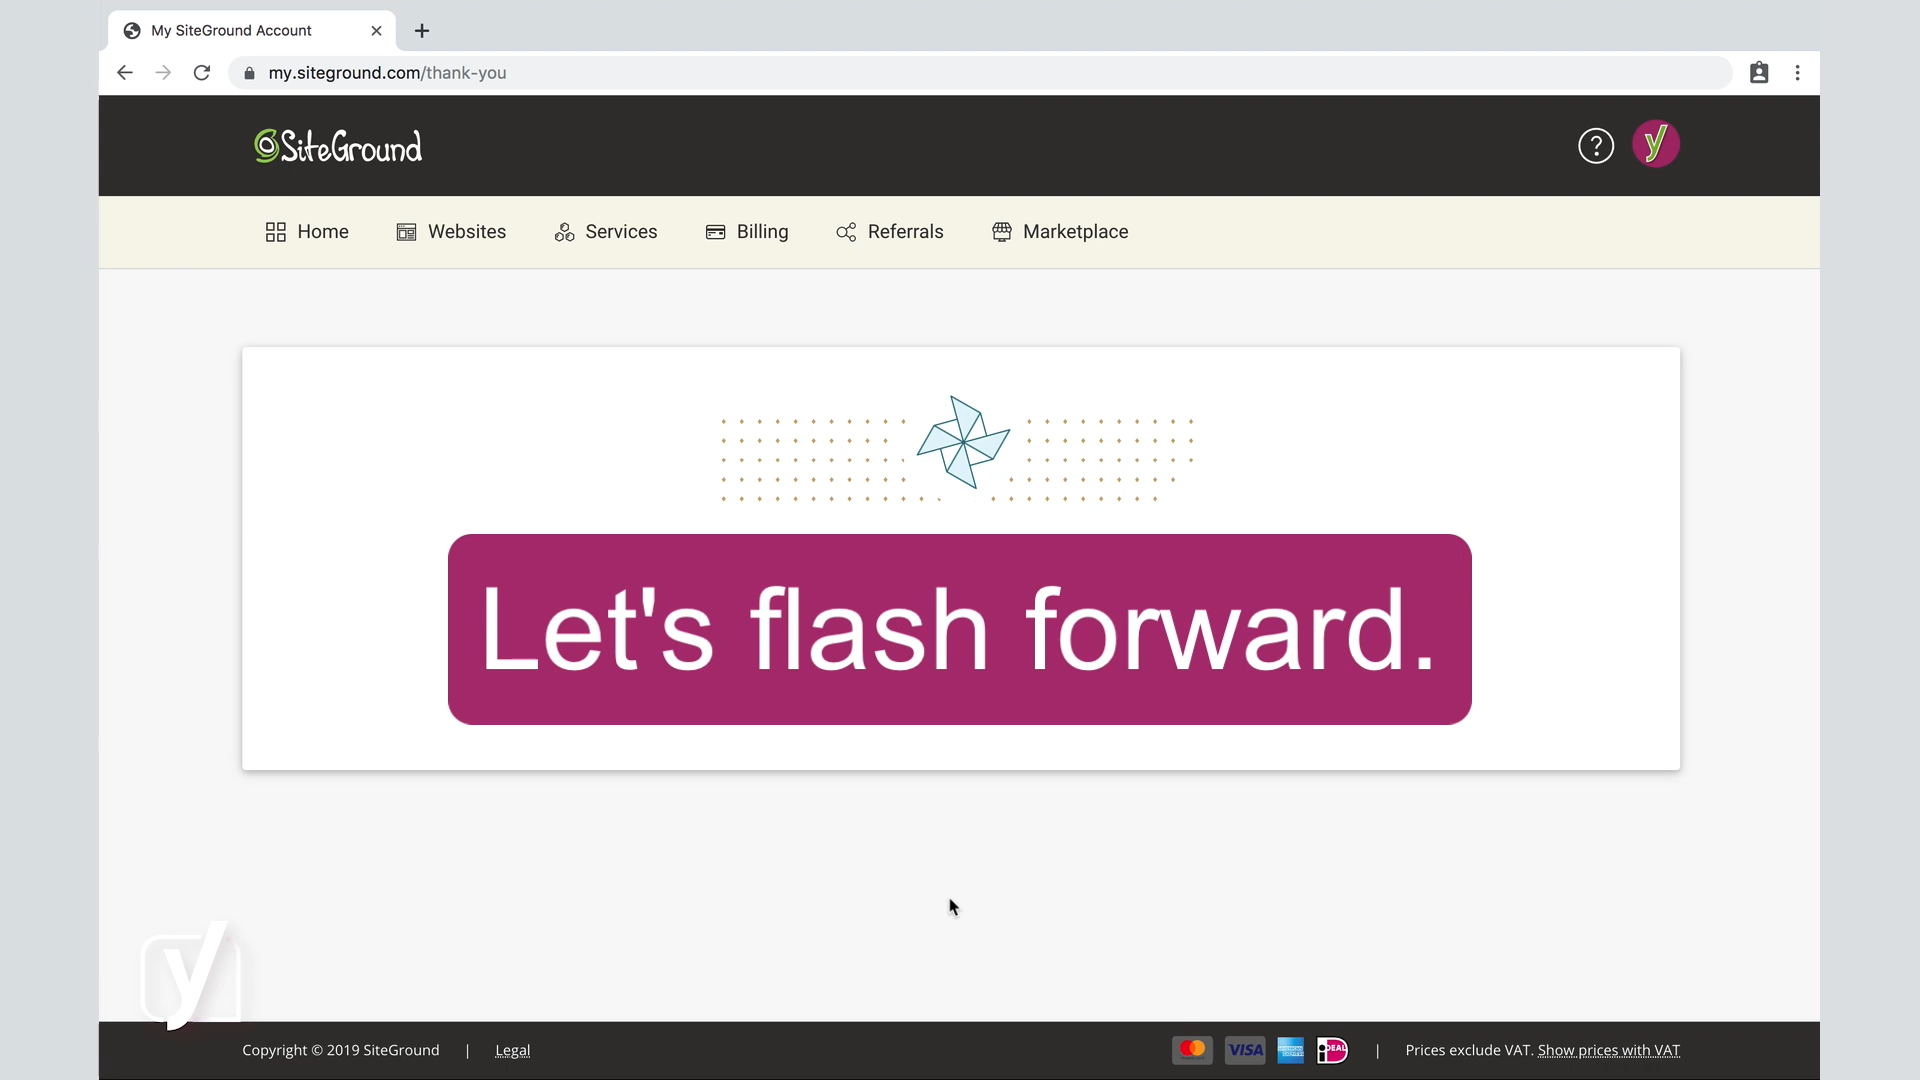 My SiteGround Account
my.siteground.com/thank-you
SiteGround
?
y
Home
Websites
Services
Billing
Referrals
Marketplace
Let's flash forward.
y
Copyright © 2019 SiteGround | Legal
VISA
iDEAL
| Prices exclude VAT. Show prices with VAT